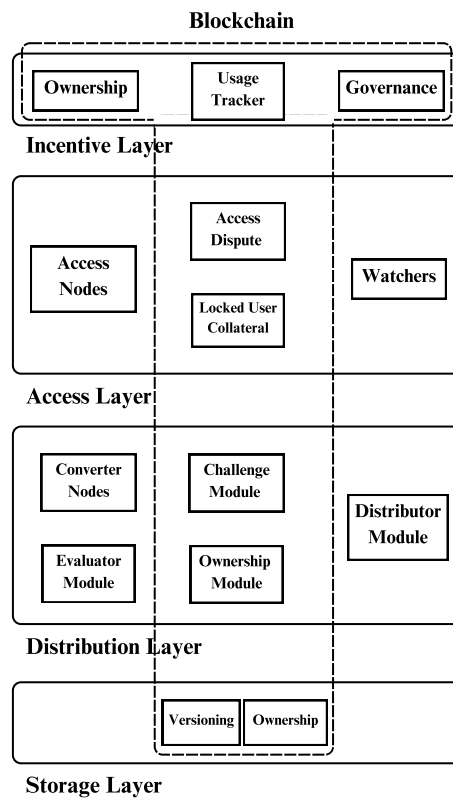 Blockchain
Ownership
Usage
Tracker
Governance
Incentive Layer
Access
Nodes
Access
Dispute
Locked User
Collateral
Watchers
Access Layer
Converter
Nodes
Challenge
Module
Distributor
Module
Evaluator
Module
Ownership
Module
Distribution Layer
Versioning
Ownership
Storage Layer